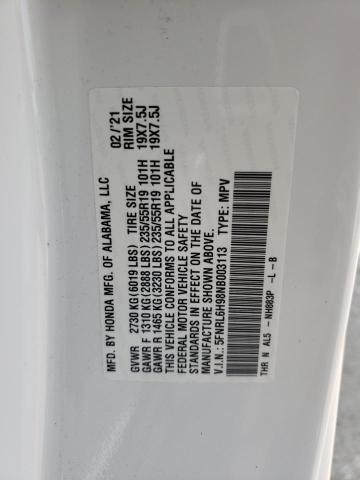 MFD. BY HONDA MFG. OF ALABAMA, LLC 02/'21
TIRE SIZE RIM SIZE
GVWR 2730 KG(6019 LBS)
GAWR F 1310 KG(2888 LBS)235/55R19 101H 19X7.5J
GAWR R 1465 KG(3230 LBS)235/55R19 101H 19X7.5J
THIS VEHICLE CONFORMS TO ALL APPLICABLE
FEDERAL MOTOR VEHICLE SAFETY
STANDARDS IN EFFECT ON THE DATE OF
MANUFACTURE SHOWN ABOVE.
V.I.N.: 5FNRL6H98NB003113 TYPE: MPV
THR N AL5 - NH883P -L -B